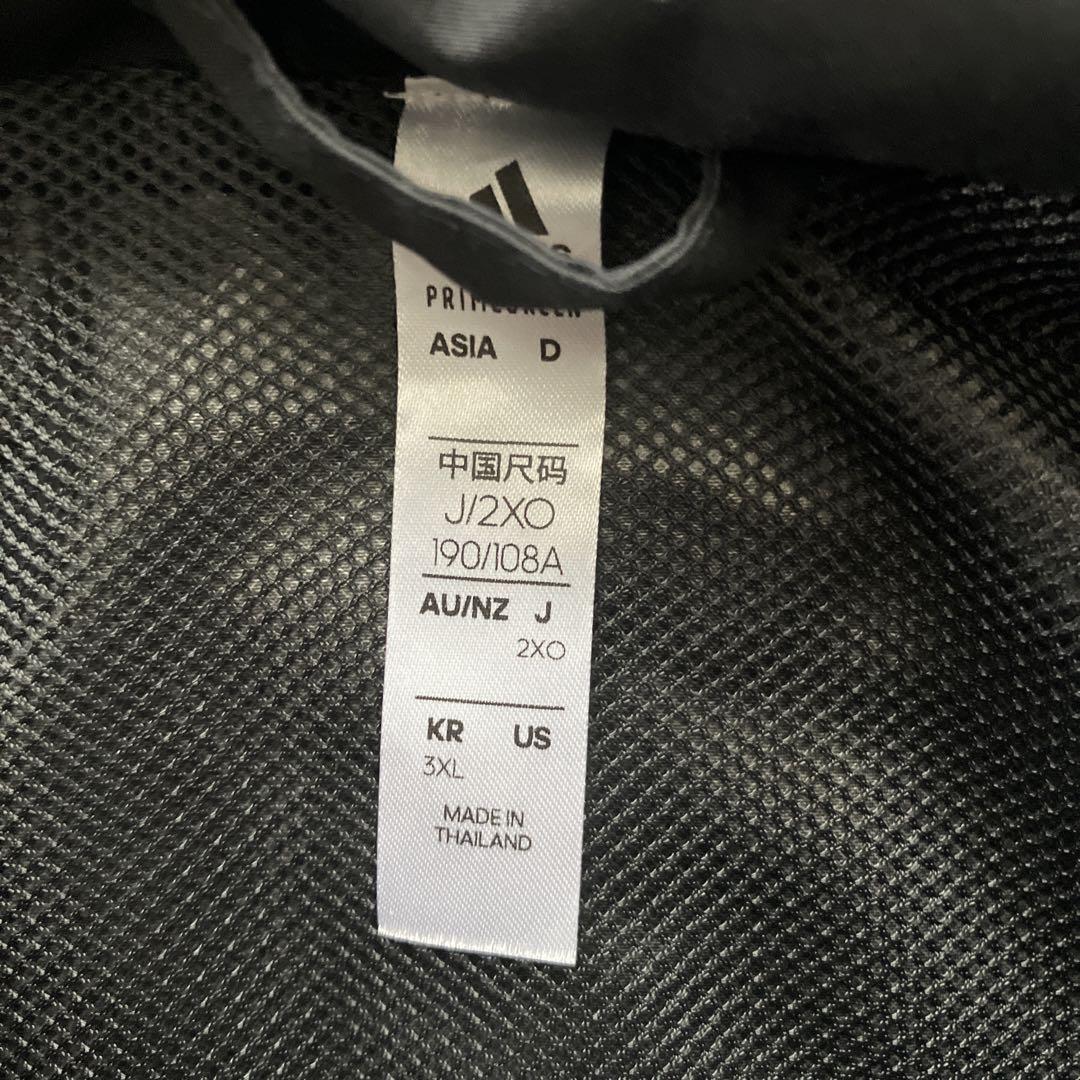 ASIA D
中国尺码
J/2XO
190/108A
AU/NZ J
2XO
KR US
3XL
MADE IN
THAILAND